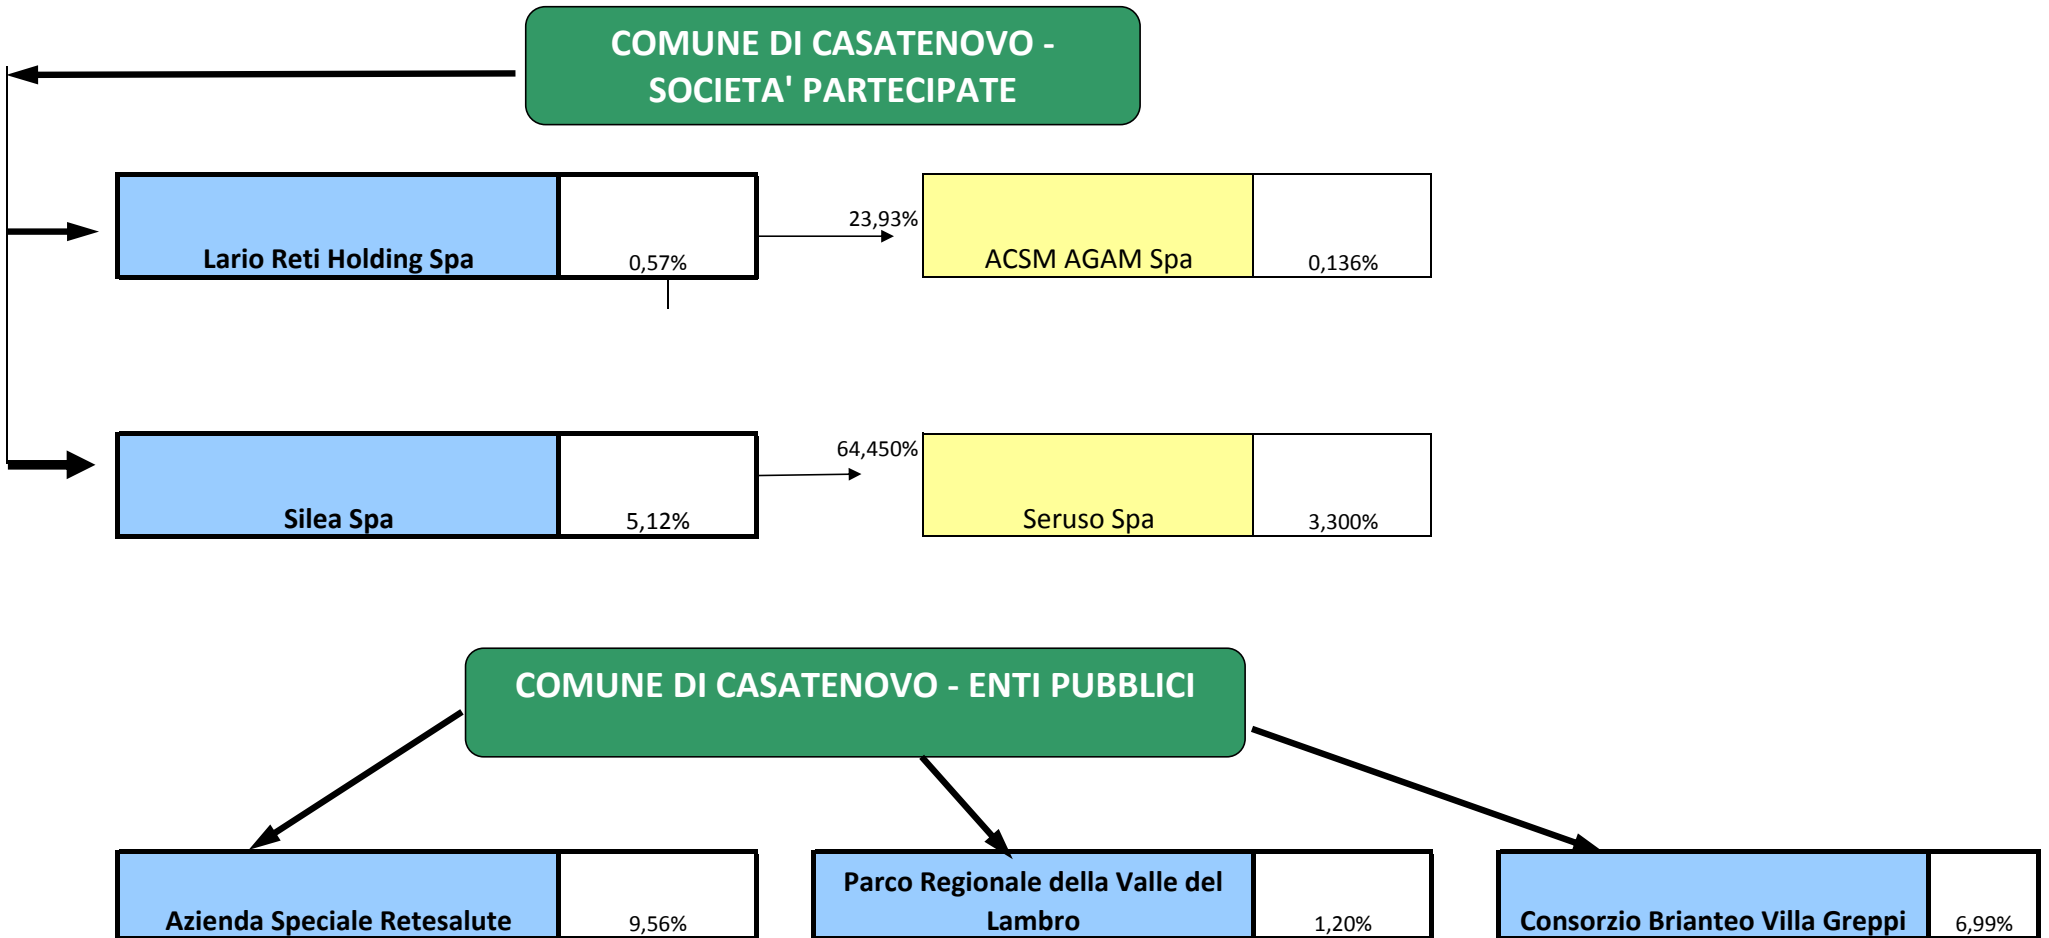 COMUNE DI CASATENOVO -
SOCIETA' PARTECIPATE
23,93%
Lario Reti Holding Spa 0,57% ACSM AGAM Spa 0,136%
64,450%
Silea Spa 5,12% Seruso Spa 3,300%
COMUNE DI CASATENOVO - ENTI PUBBLICI
Azienda Speciale Retesalute 9,56%
Parco Regionale della Valle del
Lambro 1,20%
Consorzio Brianteo Villa Greppi 6,99%